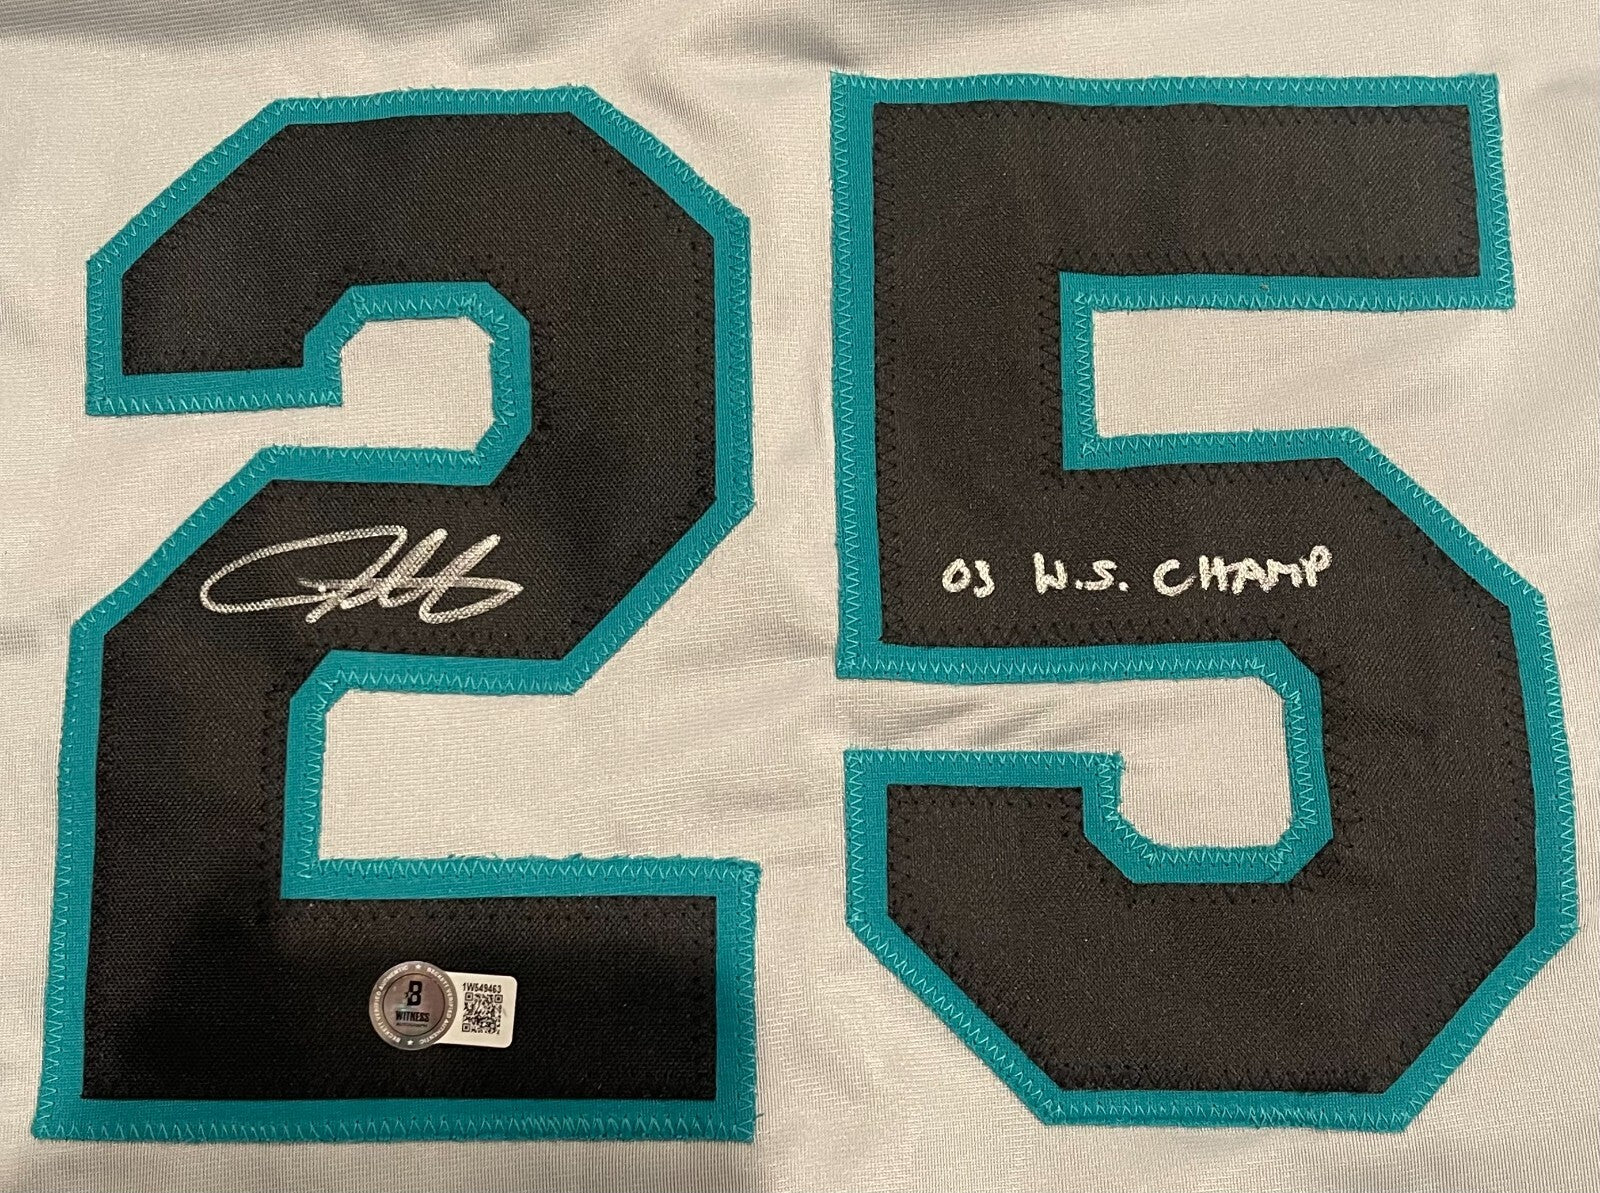 25
03 W.S. CHAMP
B
WITNESS
1W549463